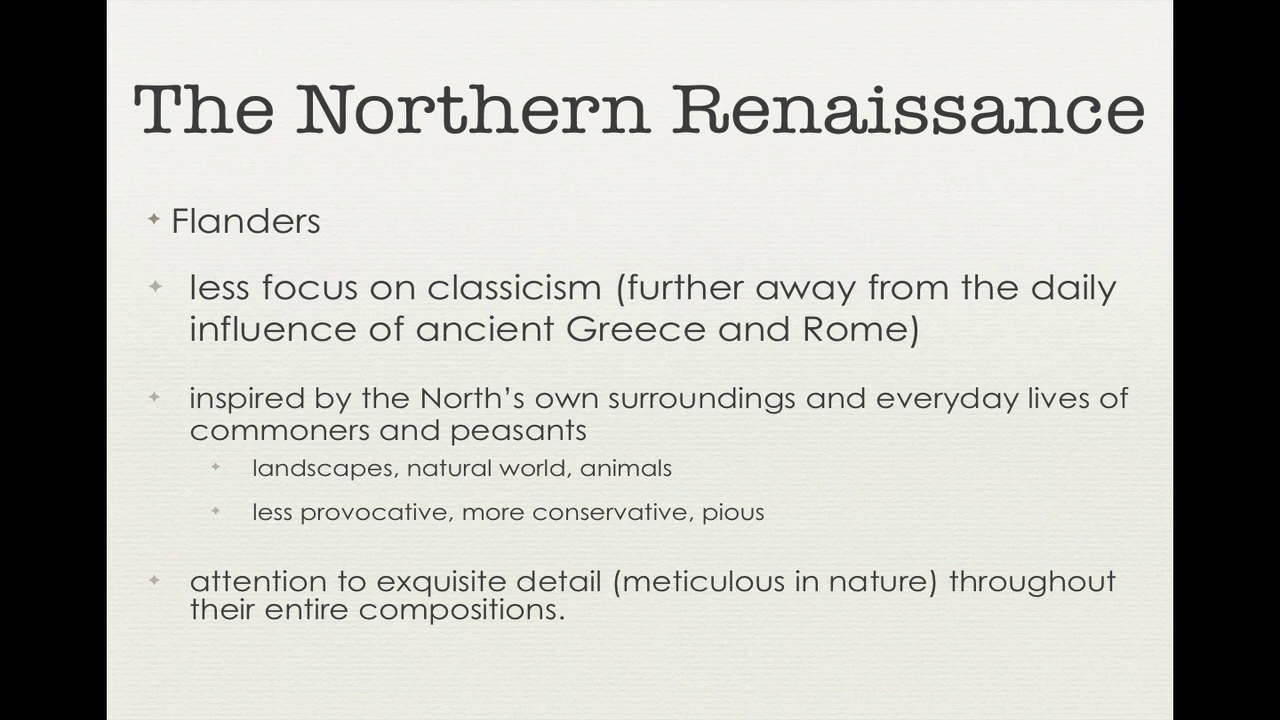 The Northern Renaissance
Flanders
less focus on classicism (further away from the daily
influence of ancient Greece and Rome)
inspired by the North’s own surroundings and everyday lives of
commoners and peasants
landscapes, natural world, animals
less provocative, more conservative, pious
attention to exquisite detail (meticulous in nature) throughout
their entire compositions.